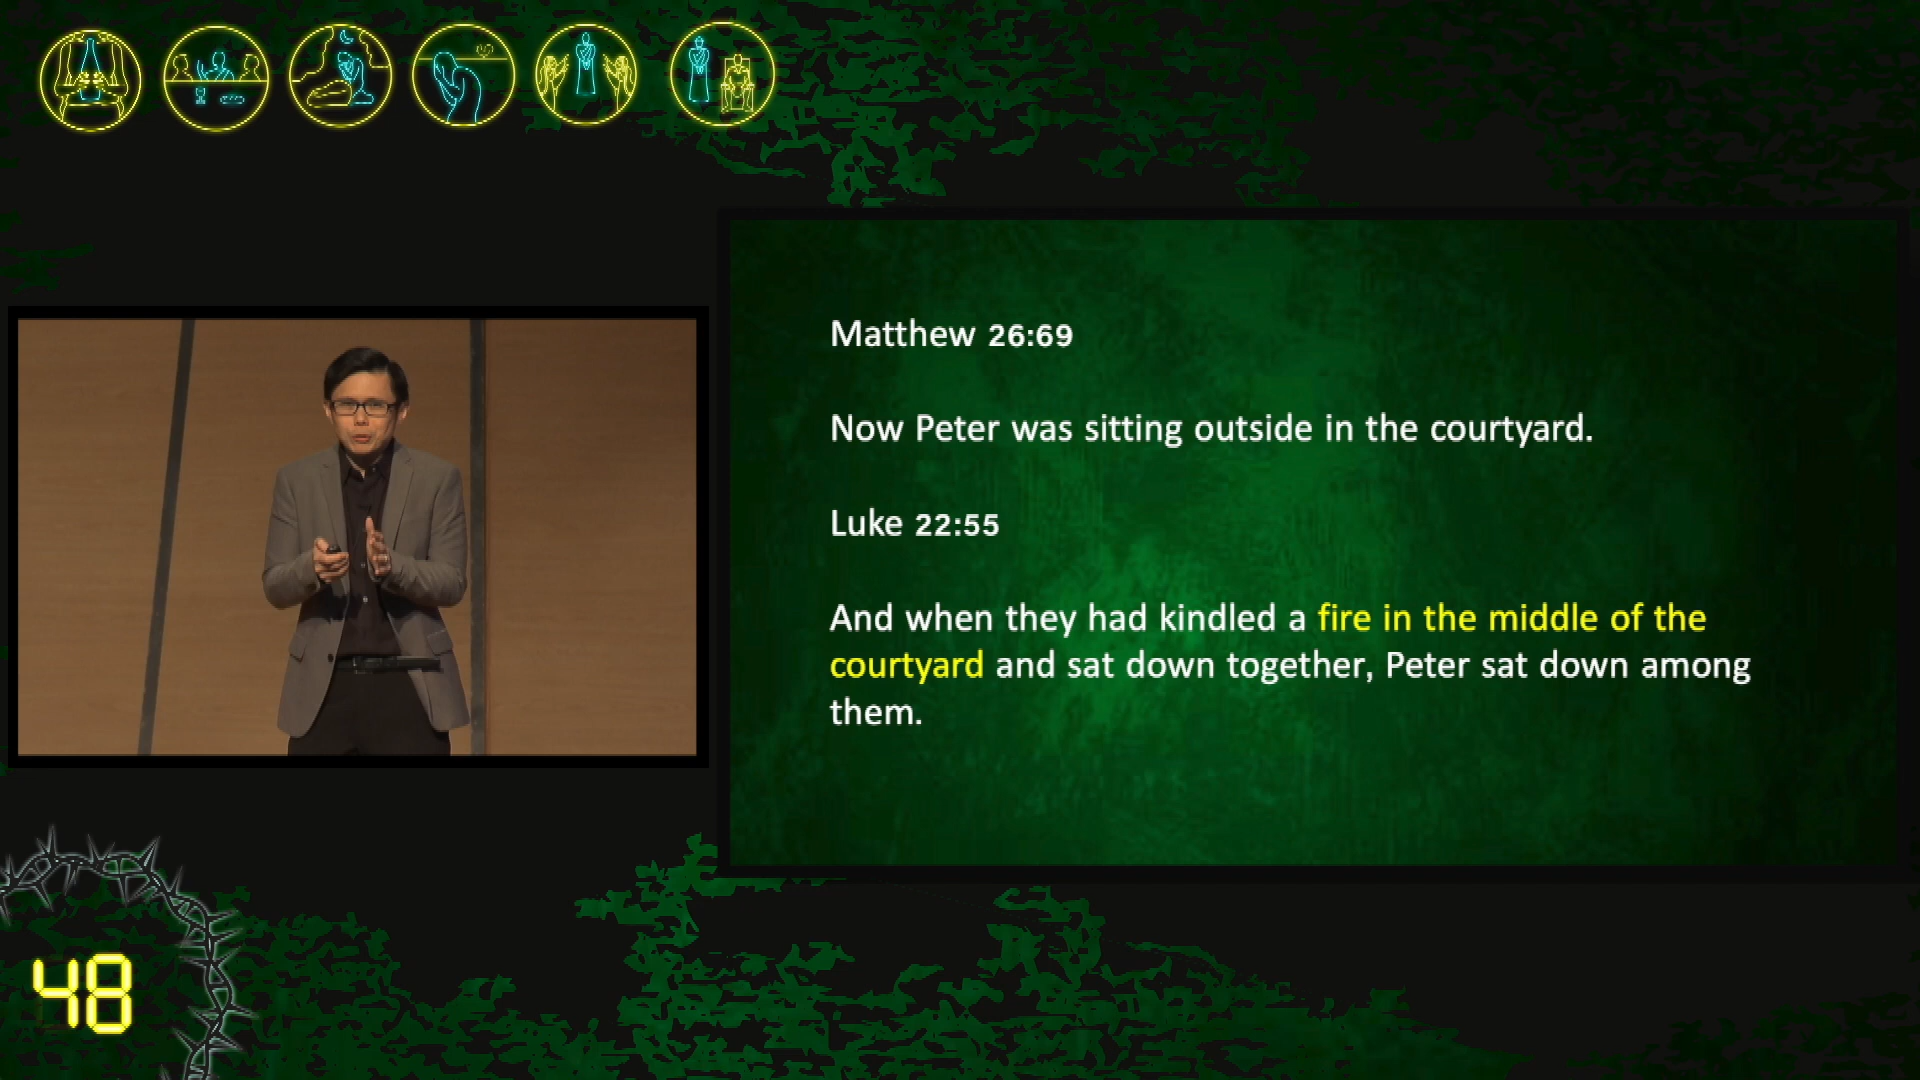 Matthew 26:69
Now Peter was sitting outside in the courtyard.
Luke 22:55
And when they had kindled a fire in the middle of the
courtyard and sat down together, Peter sat down among
them.
48